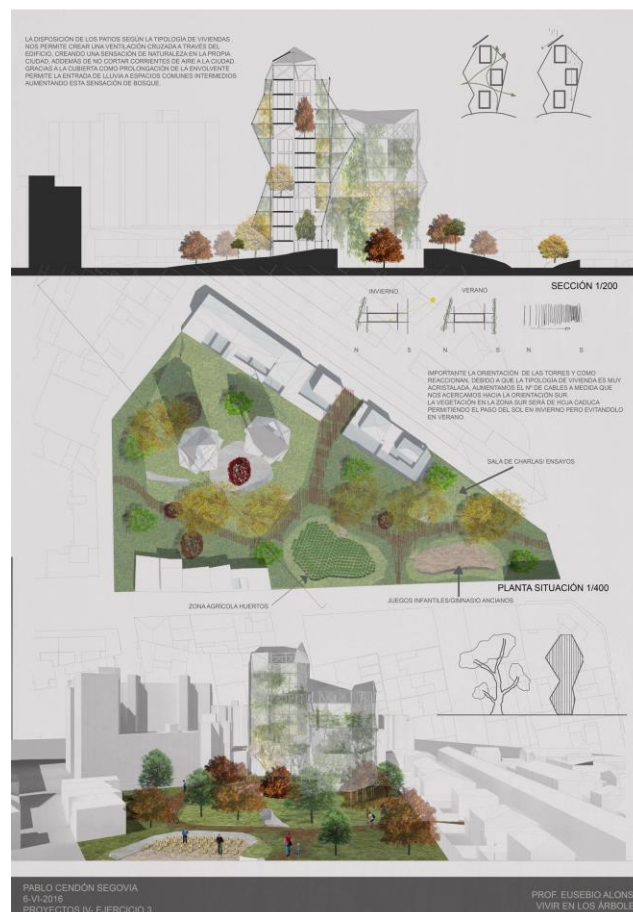 LA DISPOSICIÓN DE LOS PATIOS SEGÚN LA TIPOLOGÍA DE VIVIENDAS
NOS PERMITE CREAR UNA VENTILACIÓN CRUZADA A TRAVÉS DEL
EDIFICIO, CREANDO UNA SENSACIÓN DE NATURALEZA EN LA PROPIA
CIUDAD, ADDEMÁS DE NO CORTAR CORRIENTES DE AIRE A LA CIUDAD.
GRACIAS A LA CUBIERTA COMO PROLONGACIÓN DE LA ENVOLVENTE
PERMITE LA ENTRADA DE LLUVIA A ESPACIOS COMUNES INTERMEDIOS
AUMENTANDO ESTA SENSACIÓN DE BOSQUE.
SECCIÓN 1/200
INVIERNO
VERANO
N S N S N S
IMPORTANTE LA ORIENTACIÓN DE LAS TORRES Y COMO
REACCIONAN, DEBIDO A QUE LA TIPOLOGÍA DE VIVIENDA ES MUY
ACRISTALADA, AUMENTAMOS EL Nº DE CABLES A MEDIDA QUE
NOS ACERCAMOS HACIA LA ORIENTACIÓN SUR.
LA VEGETACIÓN EN LA ZONA SUR SERÁ DE HOJA CADUCA
PERMITIENDO EL PASO DEL SOL EN INVIERNO PERO EVITANDOLO
EN VERANO.
SALA DE CHARLAS/ ENSAYOS
PLANTA SITUACIÓN 1/400
JUEGOS INFANTILES/GIMNASIO ANCIANOS
ZONA AGRÍCOLA HUERTOS
PABLO CENDÓN SEGOVIA
6-VI-2016
PROYECTOS IV- EJERCICIO 3
PROF. EUSEBIO ALONS
VIVIR EN LOS ÁRBOLE